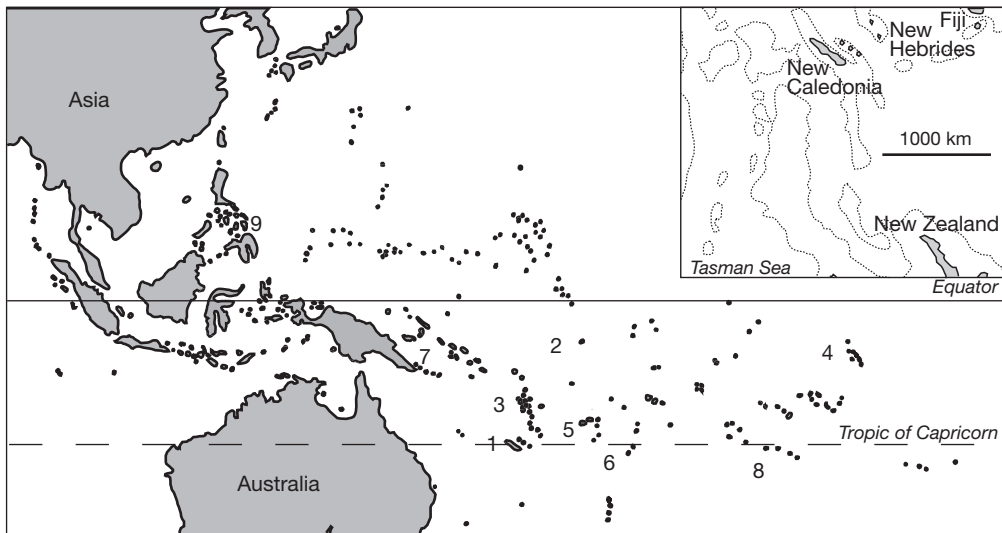 Asia
Fiji
New
Hebrides
New
Caledonia
1000 km
New Zealand
Tasman Sea
Equator
9
2
7
4
3
5
1
Tropic of Capricorn
6
8
Australia